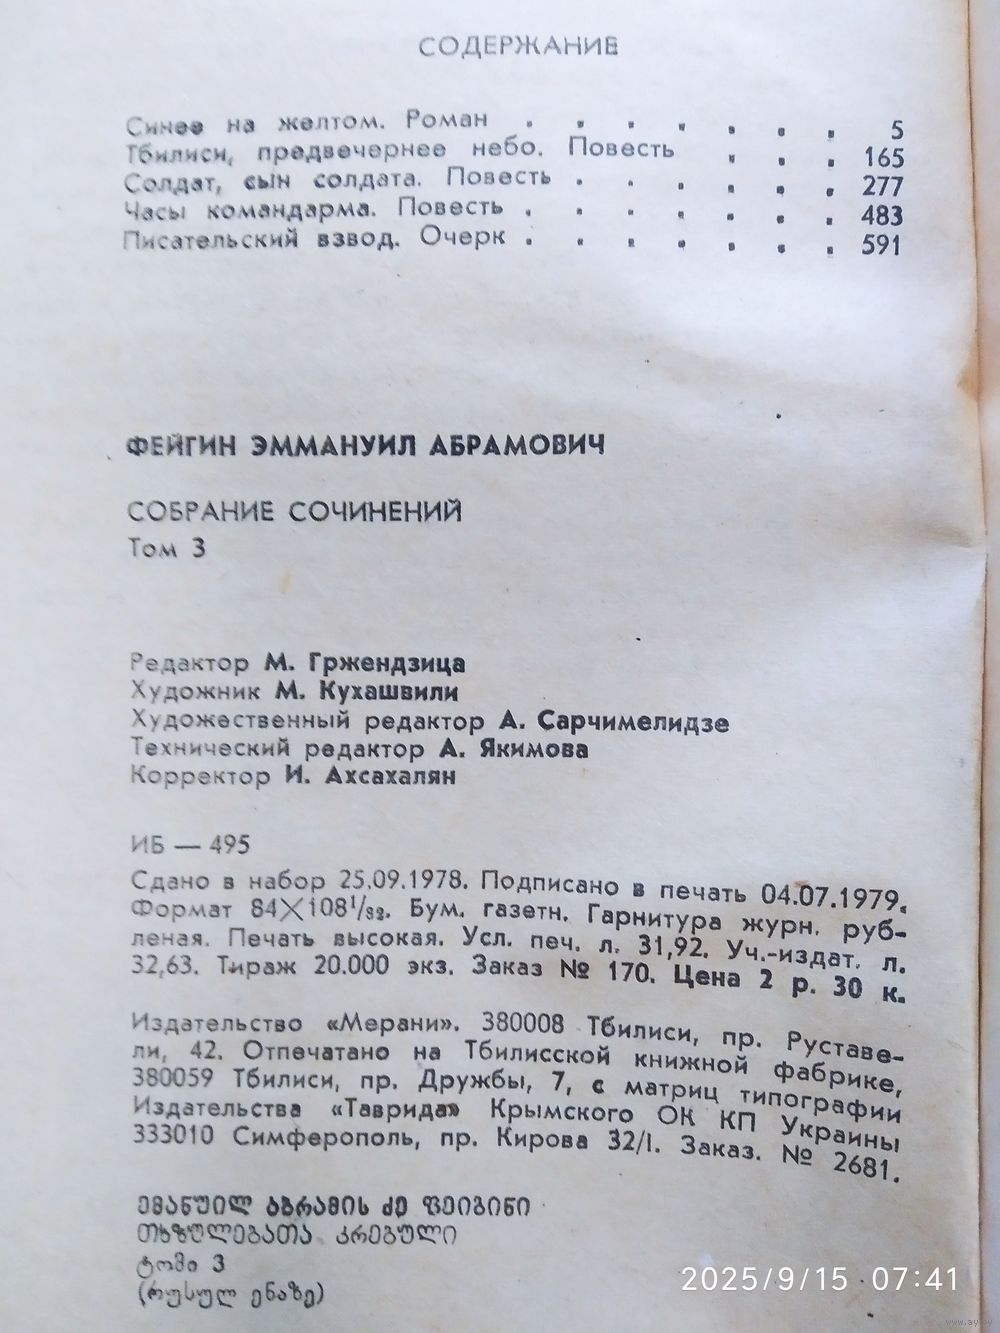 СОДЕРЖАНИЕ
Синее на желтом. Роман . . . . . . . 5
Тбилиси, предвечернее небо. Повесть . . . 165
Солдат, сын солдата. Повесть . . . . . . 277
Часы командарма. Повесть . . . . . . . 483
Писательский взвод. Очерк . . . . . . . 591
ФЕЙГИН ЭММАНУИЛ АБРАМОВИЧ
СОБРАНИЕ СОЧИНЕНИЙ
Том 3
Редактор М. Гржендзица
Художник М. Кухашвили
Художественный редактор А. Сарчимелидзе
Технический редактор А. Якимова
Корректор И. Ахсахалян
ИБ — 495
Сдано в набор 25.09.1978. Подписано в печать 04.07.1979.
Формат 84×108¹/₃₂. Бум. газетн. Гарнитура журн. руб-
леная. Печать высокая. Усл. печ. л. 31,92. Уч.-издат. л.
32,63. Тираж 20.000 экз. Заказ № 170. Цена 2 р. 30 к.
Издательство «Мерани». 380008 Тбилиси, пр. Руставе-
ли, 42. Отпечатано на Тбилисской книжной фабрике,
380059 Тбилиси, пр. Дружбы, 7, с матриц типографии
Издательства «Таврида» Крымского ОК КП Украины
333010 Симферополь, пр. Кирова 32/1. Заказ. № 2681.
ემანუილ აბრამის ძე ფეიგინი
თხზულებათა კრებული
ტომი 3
(რუსულ ენაზე)
2025/9/15 07:41
www.ay.by